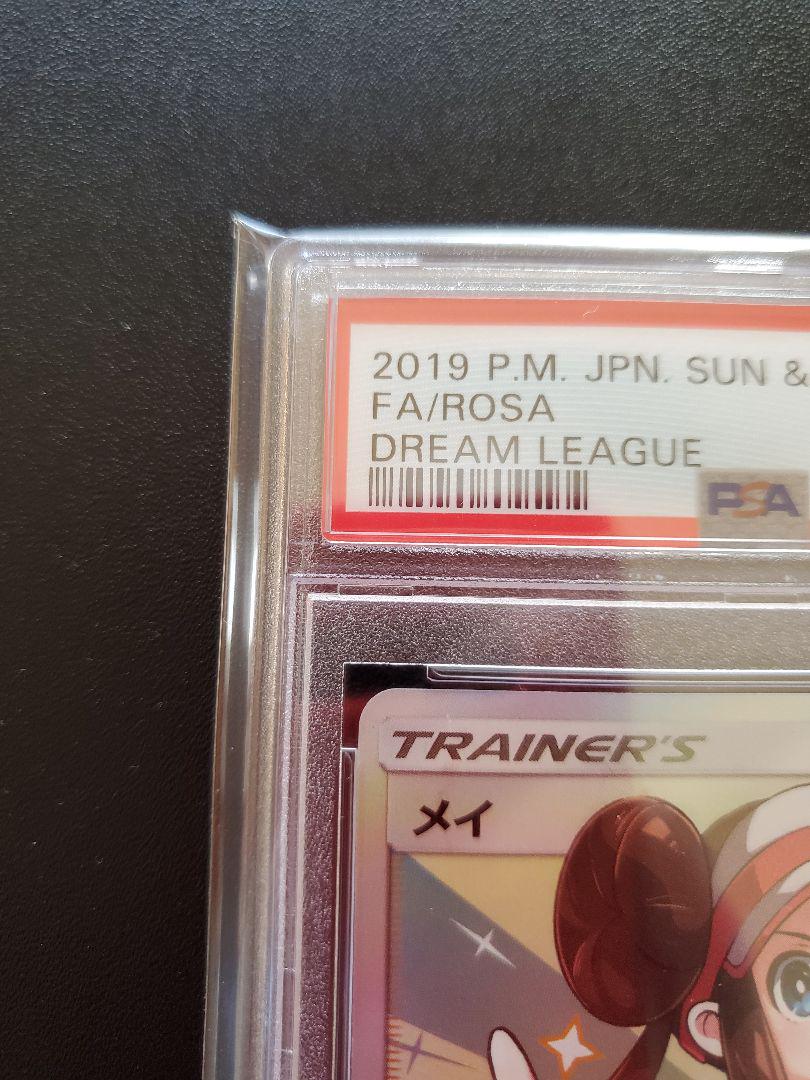 2019 P.M. JPN. SUN &
FA/ROSA
DREAM LEAGUE
PSA
TRAINER'S
メイ